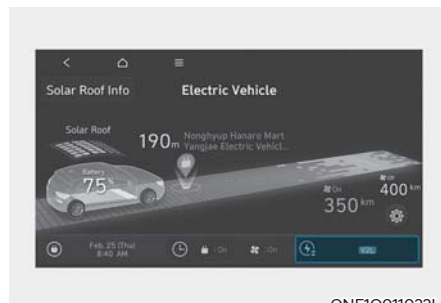 Solar Roof Info
Electric Vehicle
Solar Roof
190m
Nonghyup Hanaro Mart
Yangjae Electric Vehicl...
Battery
75%
On
350 km
Off
400 km
Feb. 25 (Thu)
8:40 AM
: On
: On
V2L